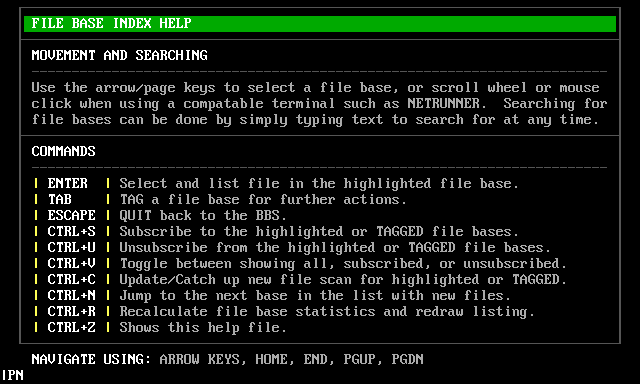 FILE BASE INDEX HELP
MOVEMENT AND SEARCHING
Use the arrow/page keys to select a file base, or scroll wheel or mouse
click when using a compatable terminal such as NETRUNNER.  Searching for
file bases can be done by simply typing text to search for at any time.
COMMANDS
| ENTER  | Select and list file in the highlighted file base.
| TAB    | TAG a file base for further actions.
| ESCAPE | QUIT back to the BBS.
| CTRL+S | Subscribe to the highlighted or TAGGED file bases.
| CTRL+U | Unsubscribe from the highlighted or TAGGED file bases.
| CTRL+V | Toggle between showing all, subscribed, or unsubscribed.
| CTRL+C | Update/Catch up new file scan for highlighted or TAGGED.
| CTRL+N | Jump to the next base in the list with new files.
| CTRL+R | Recalculate file base statistics and redraw listing.
| CTRL+Z | Shows this help file.
NAVIGATE USING: ARROW KEYS, HOME, END, PGUP, PGDN
|PN